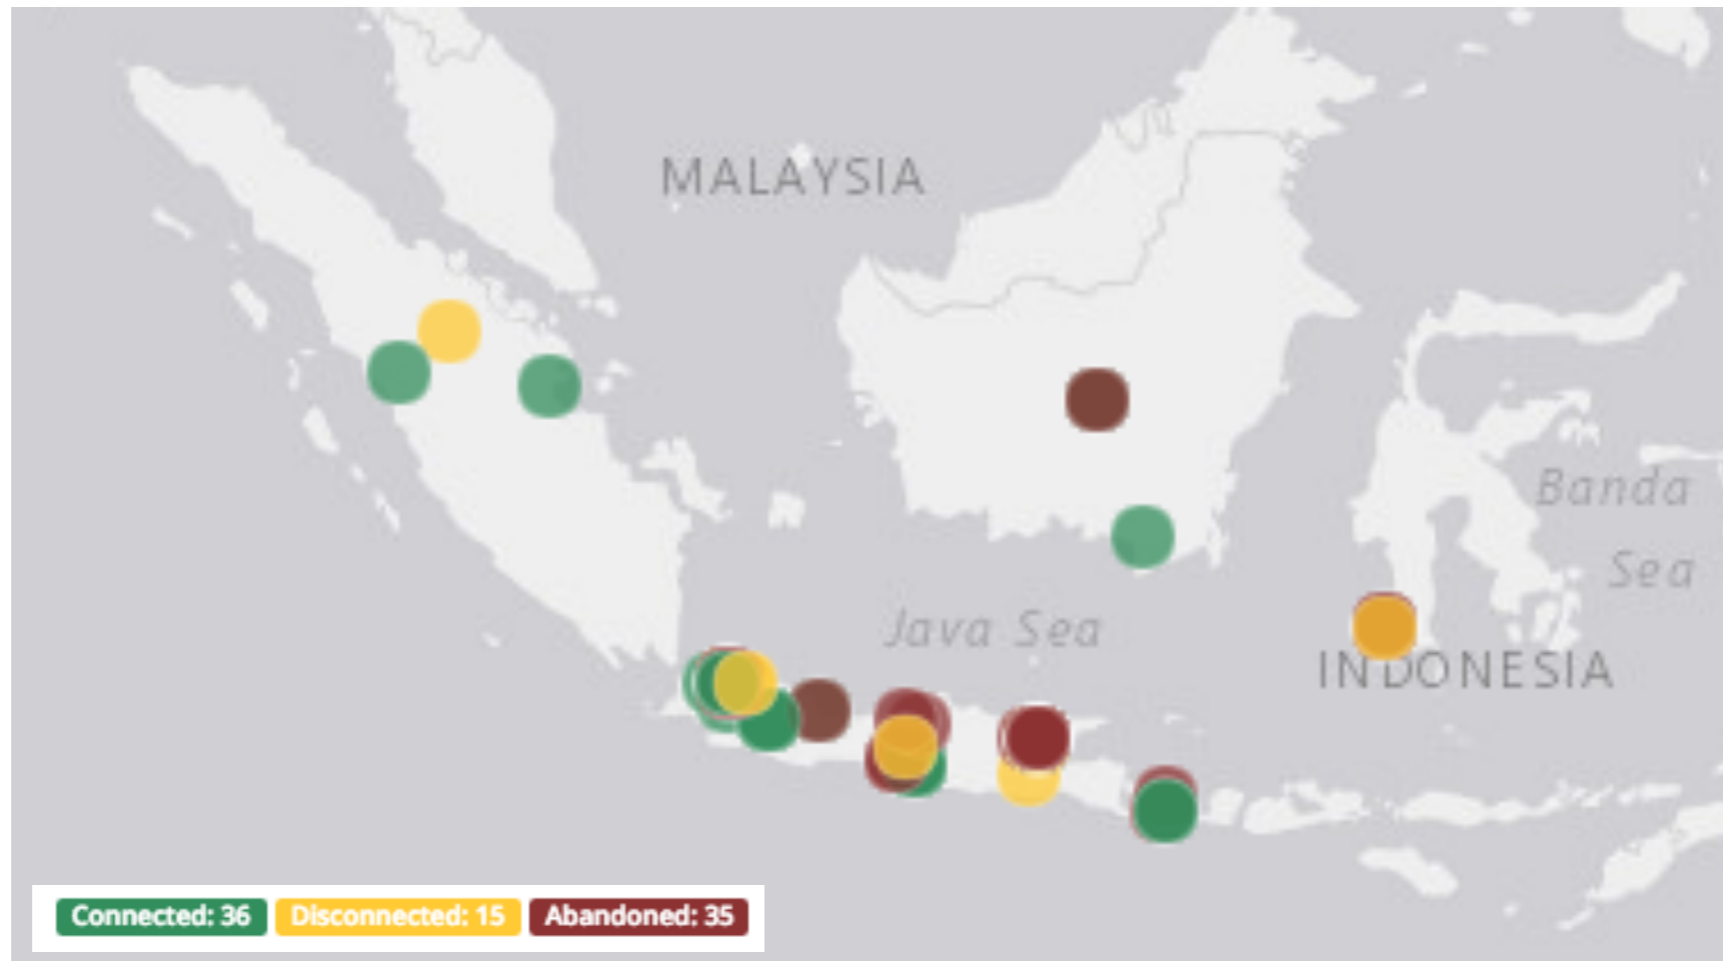 MALAYSIA
Banda
Sea
Java Sea
INDONESIA
Connected: 36 Disconnected: 15 Abandoned: 35